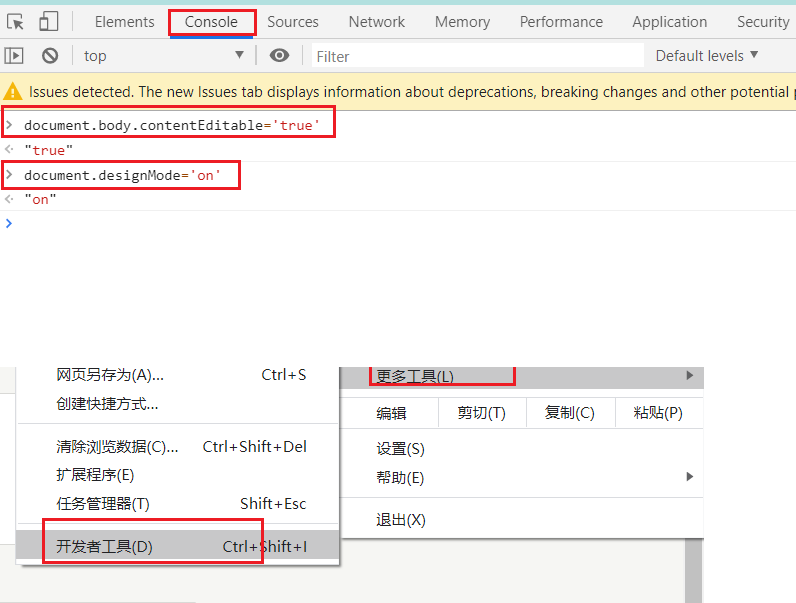 Elements Console Sources Network Memory Performance Application Security
top Filter Default levels
Issues detected. The new Issues tab displays information about deprecations, breaking changes and other potential
> document.body.contentEditable='true'
"true"
> document.designMode='on'
"on"
>
网页另存为(A)... Ctrl+S 更多工具(L)
创建快捷方式... 编辑 剪切(T) 复制(C) 粘贴(P)
清除浏览数据(C)... Ctrl+Shift+Del 设置(S)
扩展程序(E) 帮助(E)
任务管理器(T) Shift+Esc 退出(X)
开发者工具(D) Ctrl+Shift+I